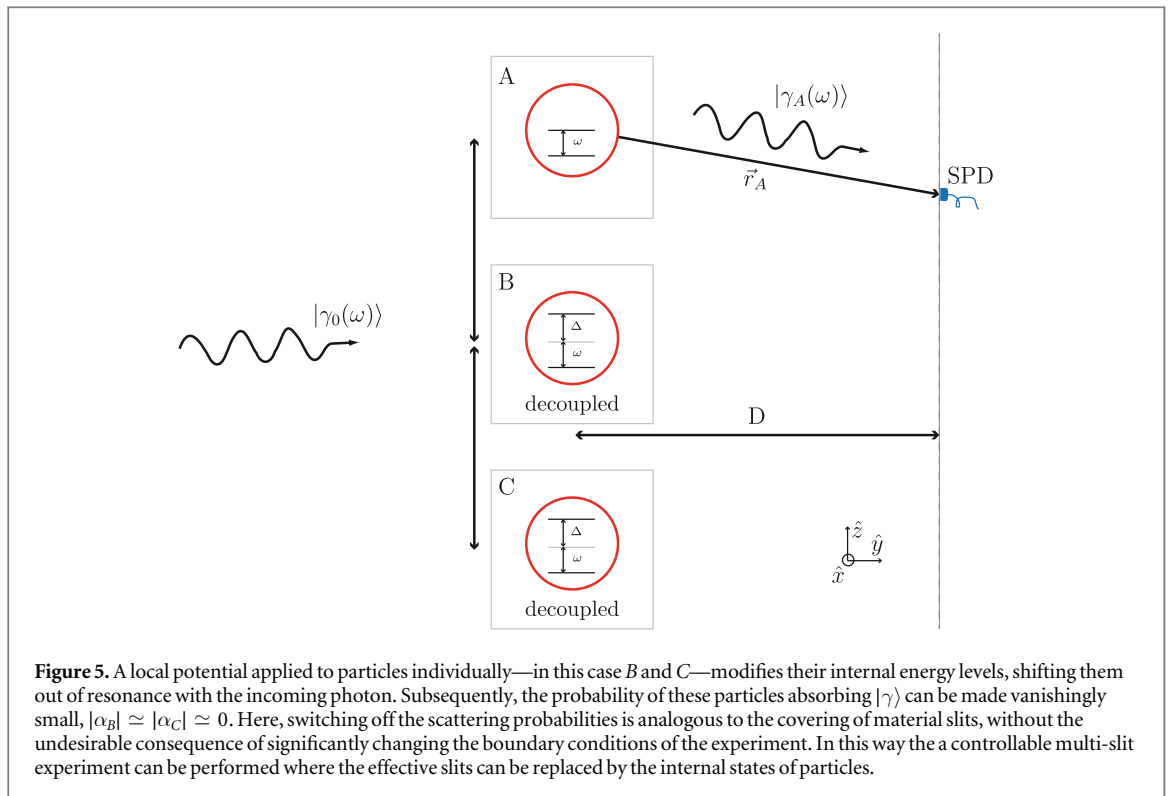 A
ω
|γ_A(ω)⟩
r⃗_A
SPD
B
Δ
ω
decoupled
|γ_0(ω)⟩
D
C
Δ
ω
decoupled
ẑ
ŷ
x̂
Figure 5. A local potential applied to particles individually—in this case B and C—modifies their internal energy levels, shifting them
out of resonance with the incoming photon. Subsequently, the probability of these particles absorbing |γ⟩ can be made vanishingly
small, |α_B| ≃ |α_C| ≃ 0. Here, switching off the scattering probabilities is analogous to the covering of material slits, without the
undesirable consequence of significantly changing the boundary conditions of the experiment. In this way the a controllable multi-slit
experiment can be performed where the effective slits can be replaced by the internal states of particles.